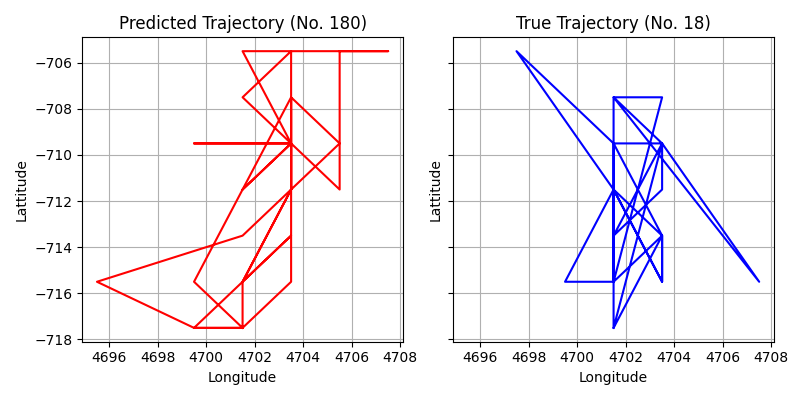 Predicted Trajectory (No. 180)
True Trajectory (No. 18)
Lattitude
−706
−708
−710
−712
−714
−716
−718
4696 4698 4700 4702 4704 4706 4708
Longitude
Lattitude
4696 4698 4700 4702 4704 4706 4708
Longitude